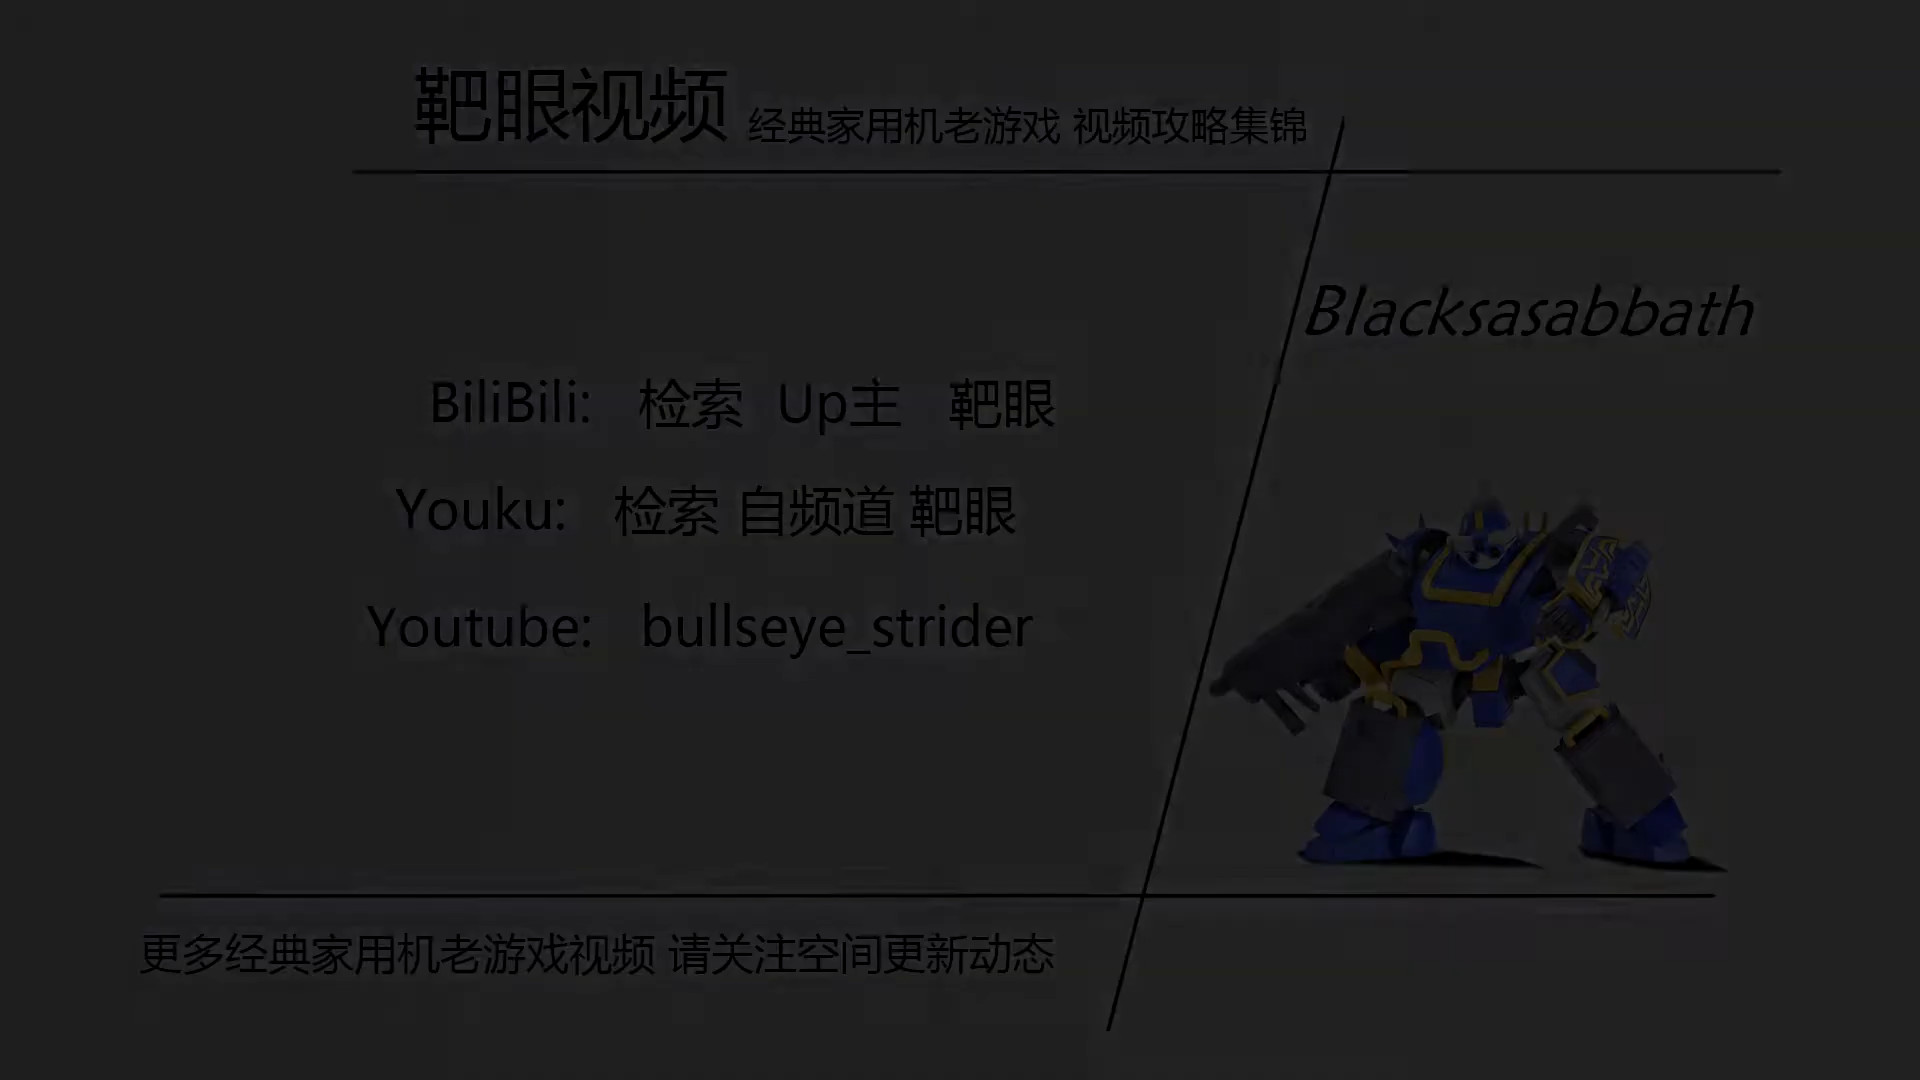 靶眼视频 经典家用机老游戏 视频攻略集锦
Blacksasabbath
BiliBili: 检索 Up主 靶眼
Youku: 检索 自频道 靶眼
Youtube: bullseye_strider
更多经典家用机老游戏视频 请关注空间更新动态